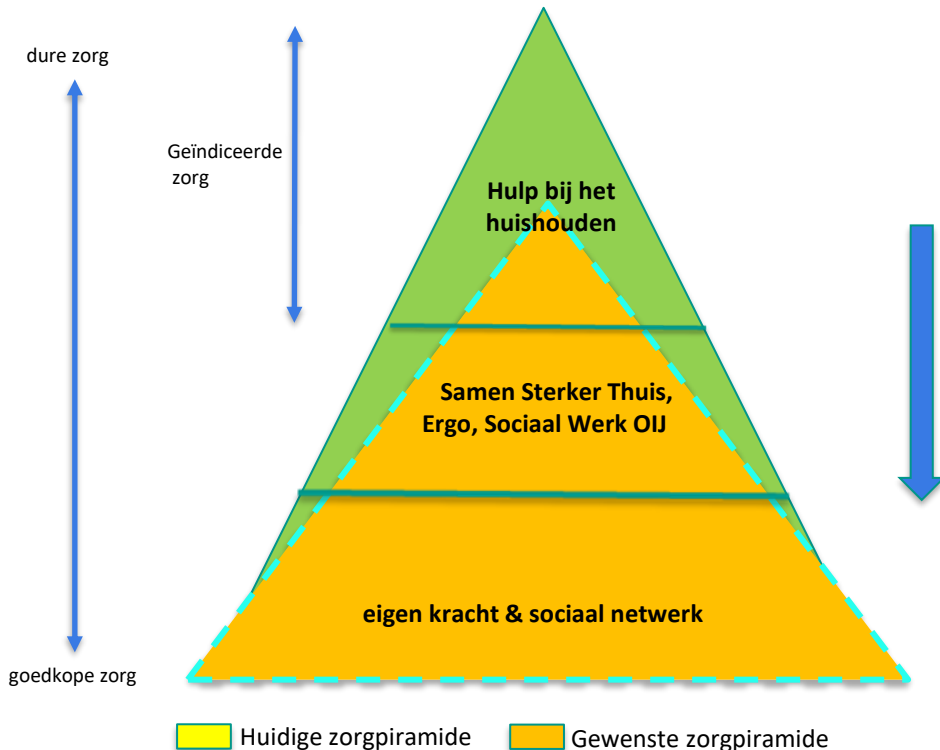 dure zorg
Geïndiceerde
zorg
Hulp bij het
huishouden
Samen Sterker Thuis,
Ergo, Sociaal Werk OIJ
eigen kracht & sociaal netwerk
goedkope zorg
Huidige zorgpiramide
Gewenste zorgpiramide